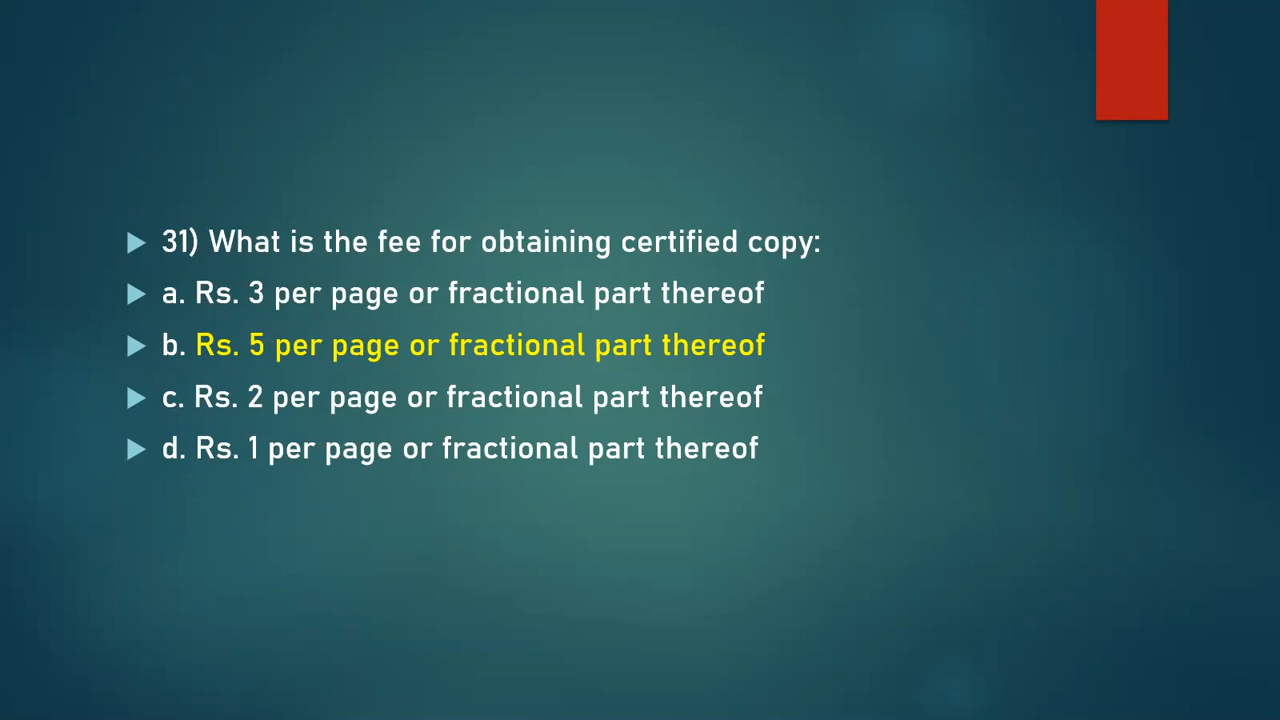 31) What is the fee for obtaining certified copy:
a. Rs. 3 per page or fractional part thereof
b. Rs. 5 per page or fractional part thereof
c. Rs. 2 per page or fractional part thereof
d. Rs. 1 per page or fractional part thereof